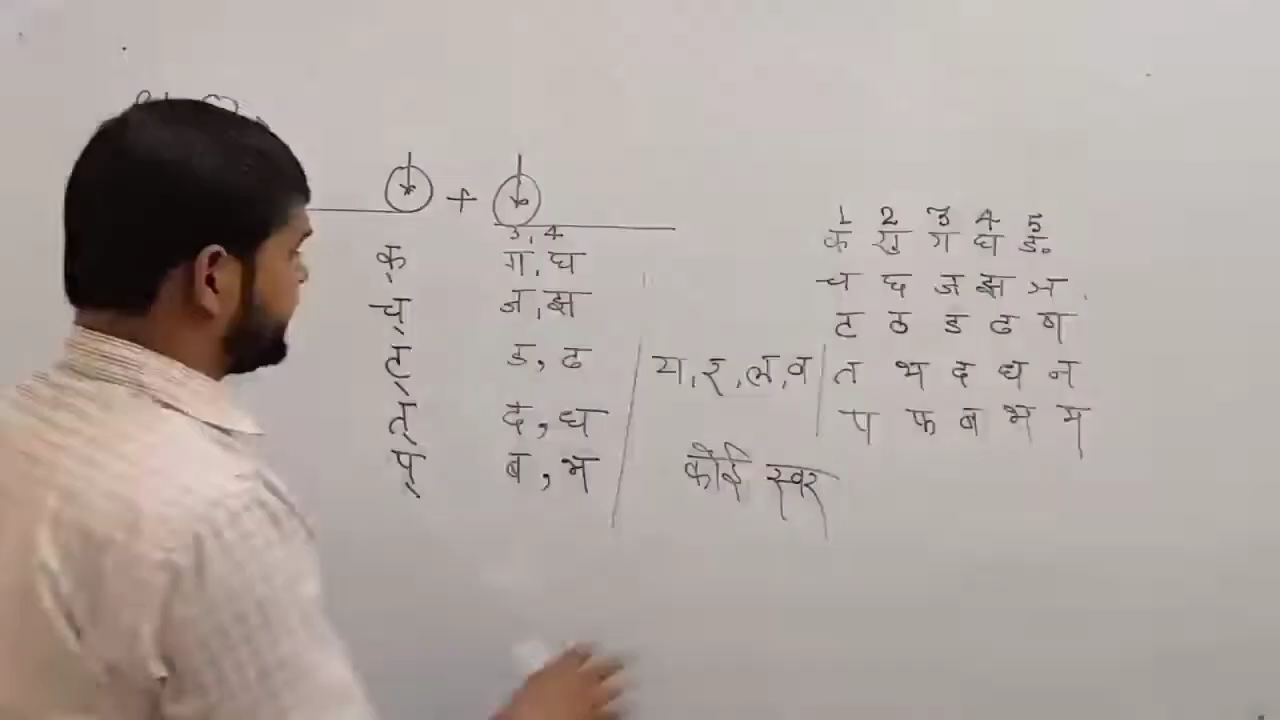 +
3, 4
क् ग, घ
च् ज, झ
ट् ड, ढ
त् द, ध
प् ब, भ
य, र, ल, व
कोई स्वर
1 2 3 4 5
क ख ग घ ङ
च छ ज झ ञ
ट ठ ड ढ ण
त थ द ध न
प फ ब भ म